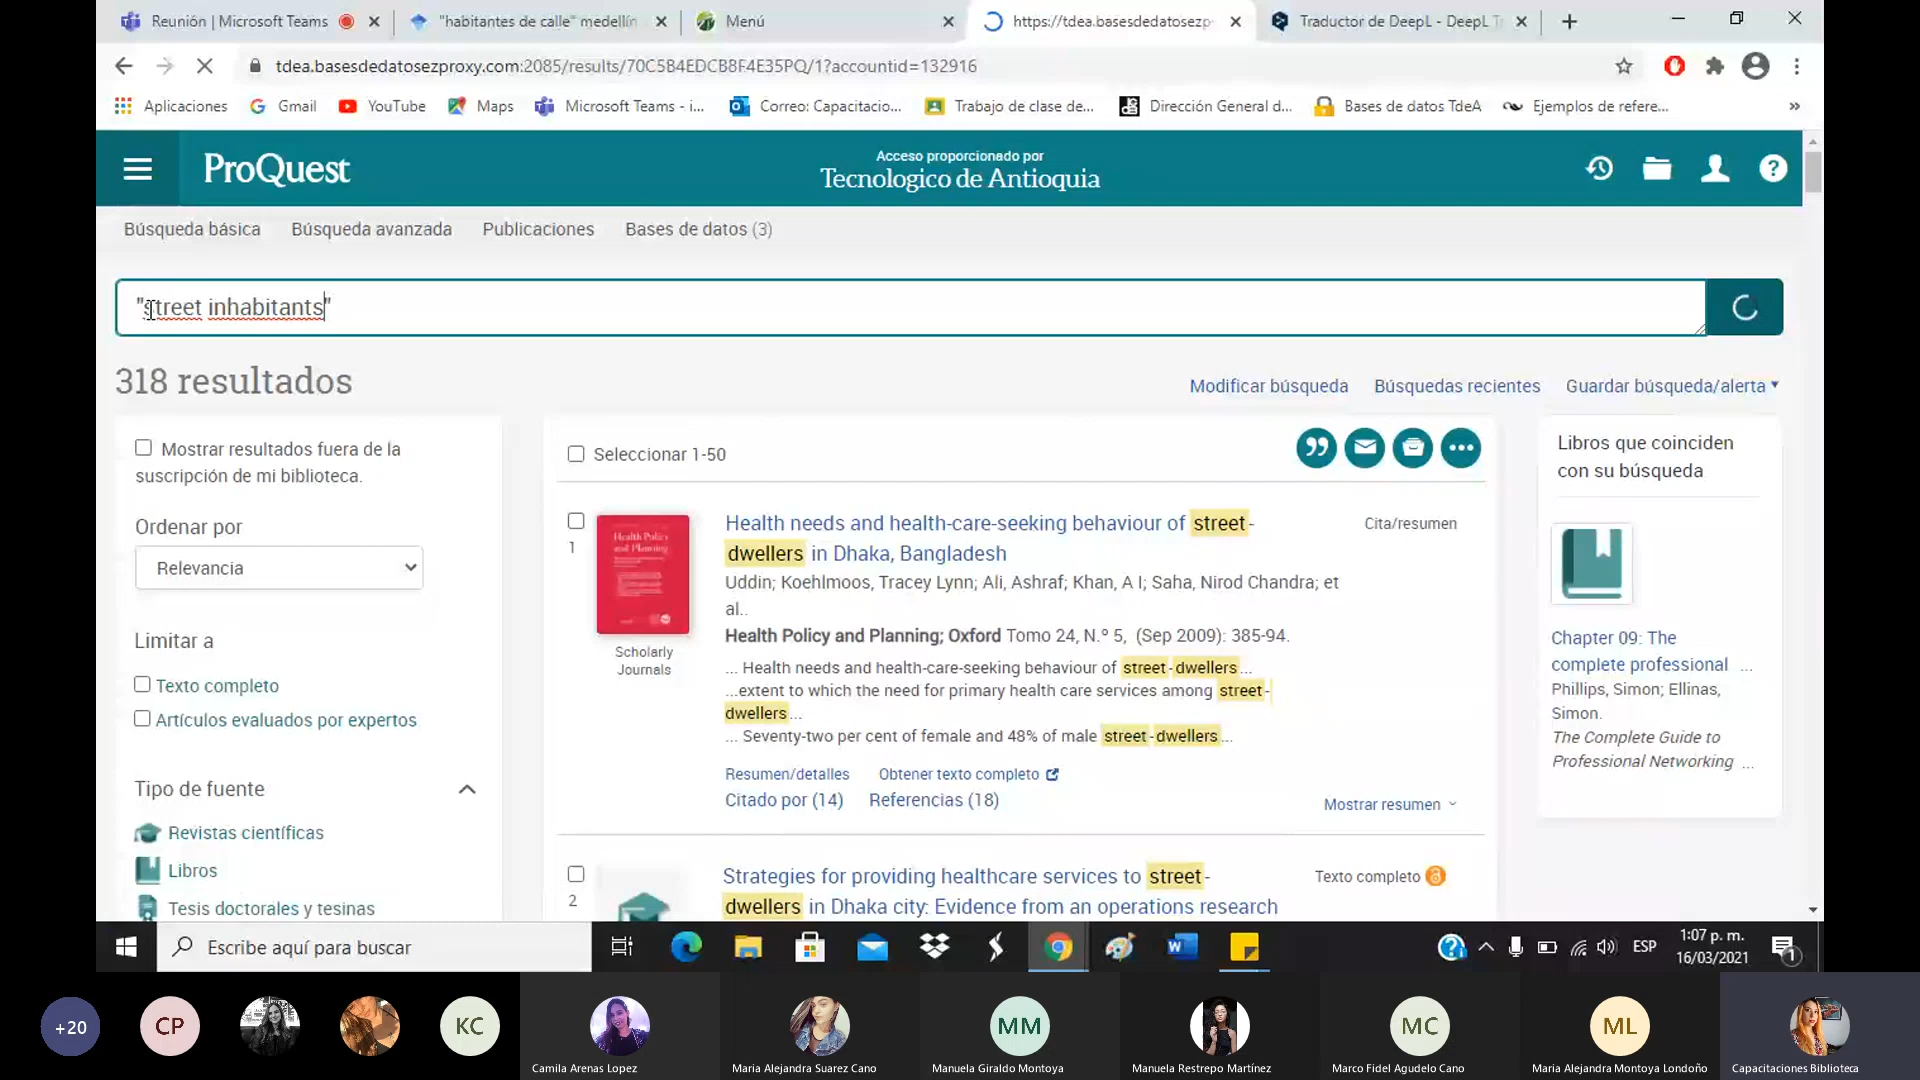 Reunión | Microsoft Teams
"habitantes de calle" medellín
Menú
https://tdea.basesdedatosezp
Traductor de DeepL - DeepL Tr
tdea.basesdedatosezproxy.com:2085/results/70C5B4EDCB8F4E35PQ/1?accountid=132916
Aplicaciones
Gmail
YouTube
Maps
Microsoft Teams - i...
Correo: Capacitacio...
Trabajo de clase de...
Dirección General d...
Bases de datos TdeA
Ejemplos de refere...
ProQuest
Acceso proporcionado por
Tecnologico de Antioquia
Búsqueda básica
Búsqueda avanzada
Publicaciones
Bases de datos (3)
"street inhabitants"
318 resultados
Modificar búsqueda
Búsquedas recientes
Guardar búsqueda/alerta
Mostrar resultados fuera de la
suscripción de mi biblioteca.
Ordenar por
Relevancia
Limitar a
Texto completo
Artículos evaluados por expertos
Tipo de fuente
Revistas científicas
Libros
Tesis doctorales y tesinas
Seleccionar 1-50
1
Health Policy
and Planning
Scholarly
Journals
Health needs and health-care-seeking behaviour of street-
dwellers in Dhaka, Bangladesh
Cita/resumen
Uddin; Koehlmoos, Tracey Lynn; Ali, Ashraf; Khan, A I; Saha, Nirod Chandra; et
al..
Health Policy and Planning; Oxford Tomo 24, N.º 5, (Sep 2009): 385-94.
... Health needs and health-care-seeking behaviour of street-dwellers...
...extent to which the need for primary health care services among street-
dwellers...
... Seventy-two per cent of female and 48% of male street-dwellers...
Resumen/detalles
Obtener texto completo
Citado por (14)
Referencias (18)
Mostrar resumen
2
Strategies for providing healthcare services to street-
dwellers in Dhaka city: Evidence from an operations research
Texto completo
Libros que coinciden
con su búsqueda
Chapter 09: The
complete professional ...
Phillips, Simon; Ellinas,
Simon.
The Complete Guide to
Professional Networking ...
Escribe aquí para buscar
ESP
1:07 p. m.
16/03/2021
1
+20
CP
KC
Camila Arenas Lopez
Maria Alejandra Suarez Cano
MM
Manuela Giraldo Montoya
Manuela Restrepo Martínez
MC
Marco Fidel Agudelo Cano
ML
Maria Alejandra Montoya Londoño
Capacitaciones Biblioteca